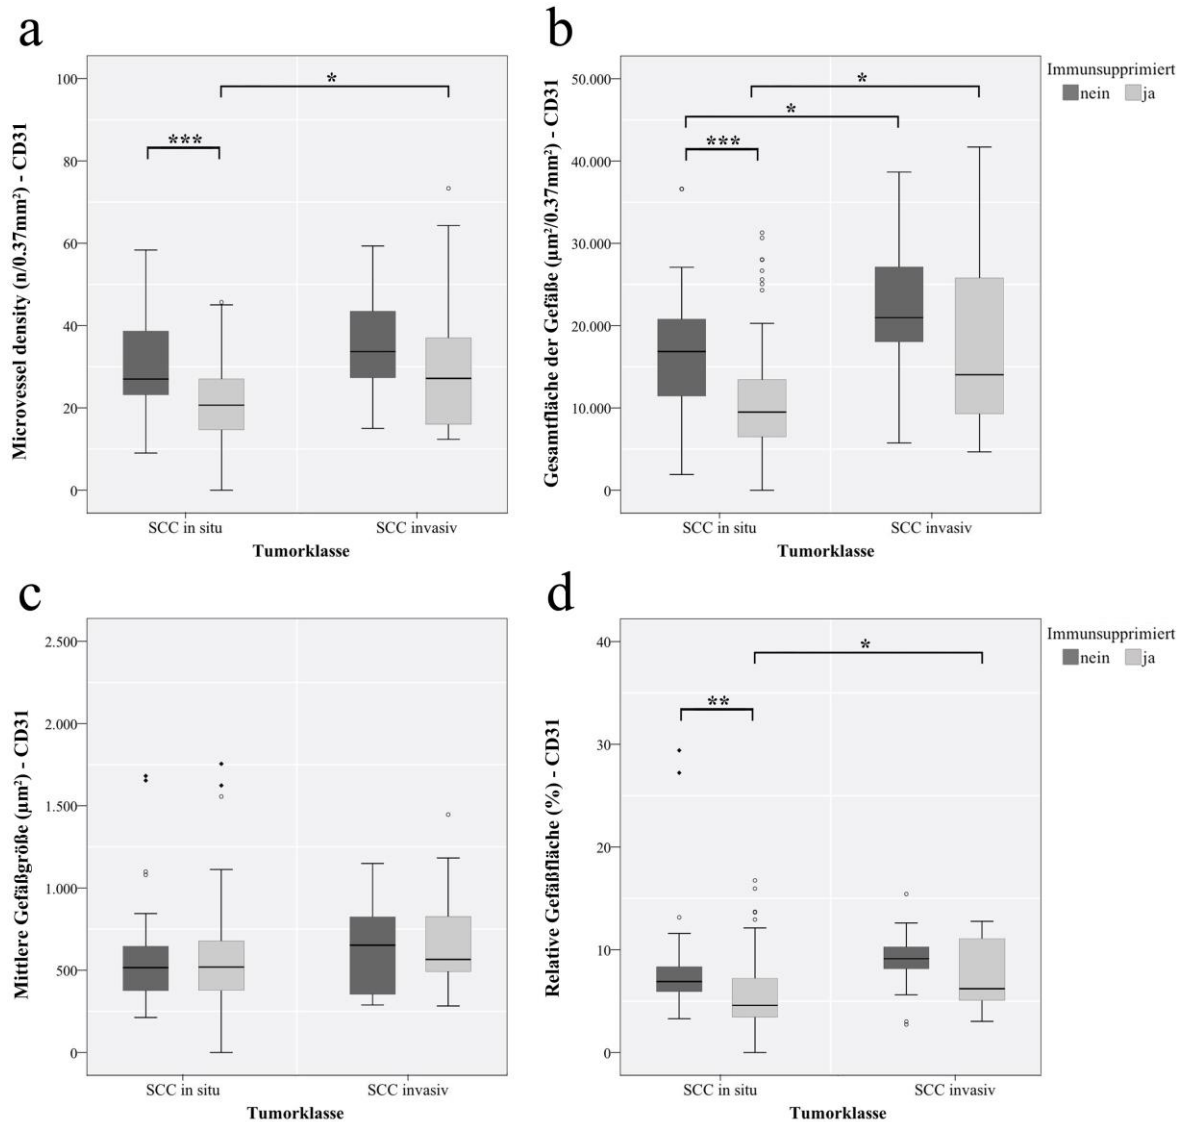 a
Microvessel density (n/0.37mm²) - CD31
100
80
60
40
20
0
*
***
SCC in situ
SCC invasiv
Tumorklasse
b
Gesamtfläche der Gefäße (µm²/0.37mm²) - CD31
50.000
40.000
30.000
20.000
10.000
0
*
*
***
SCC in situ
SCC invasiv
Tumorklasse
Immunsupprimiert
nein ja
c
Mittlere Gefäßgröße (µm²) - CD31
2.500
2.000
1.500
1.000
500
0
SCC in situ
SCC invasiv
Tumorklasse
d
Relative Gefäßfläche (%) - CD31
40
30
20
10
0
*
**
SCC in situ
SCC invasiv
Tumorklasse
Immunsupprimiert
nein ja